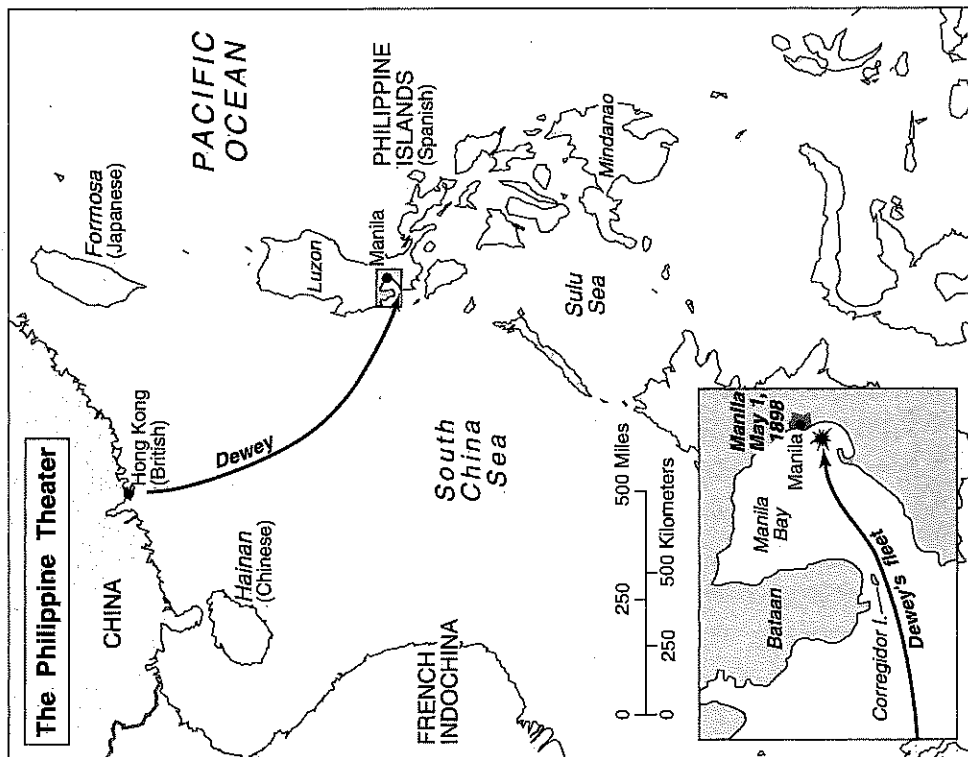 The Philippine Theater
CHINA
Hong Kong
(British)
Formosa
(Japanese)
PACIFIC
OCEAN
Hainan
(Chinese)
Dewey
Luzon
Manila
PHILIPPINE
ISLANDS
(Spanish)
FRENCH
INDOCHINA
South
China
Sea
Sulu
Sea
Mindanao
0 250 500 Miles
0 250 500 Kilometers
Manila
May 1,
1898
Manila
Manila
Bay
Bataan
Corregidor I.
Dewey's fleet